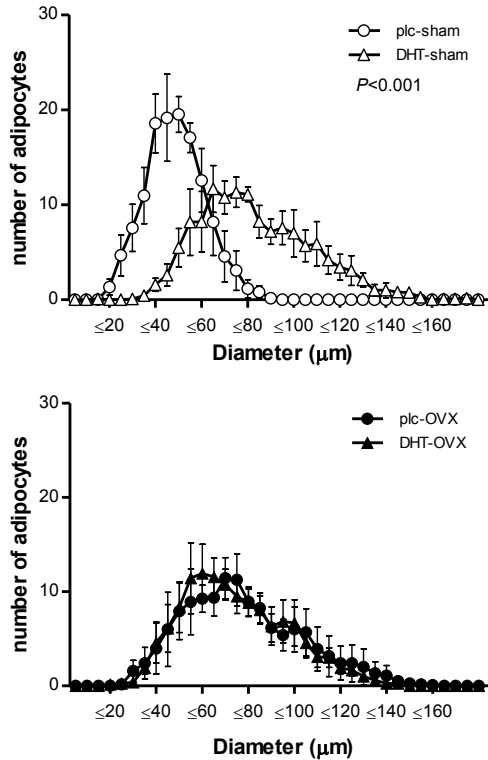 plc-sham
DHT-sham
P<0.001
number of adipocytes
30
20
10
0
≤20 ≤40 ≤60 ≤80 ≤100 ≤120 ≤140 ≤160
Diameter (μm)
plc-OVX
DHT-OVX
number of adipocytes
30
20
10
0
≤20 ≤40 ≤60 ≤80 ≤100 ≤120 ≤140 ≤160
Diameter (μm)